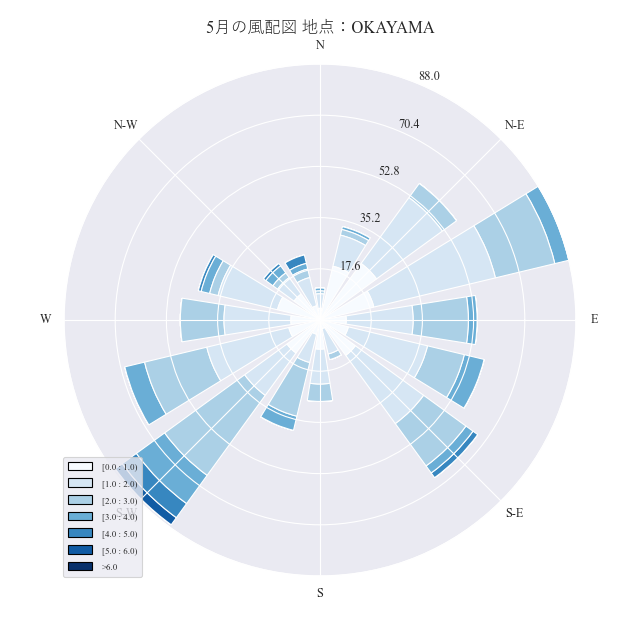 5月の風配図 地点：OKAYAMA
N
88.0
N-W
N-E
70.4
52.8
35.2
17.6
W
E
[0.0 : 1.0)
[1.0 : 2.0)
[2.0 : 3.0)
[3.0 : 4.0)
[4.0 : 5.0)
[5.0 : 6.0)
>6.0
S-W
S-E
S